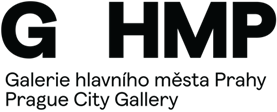 G HMP
Galerie hlavního města Prahy
Prague City Gallery